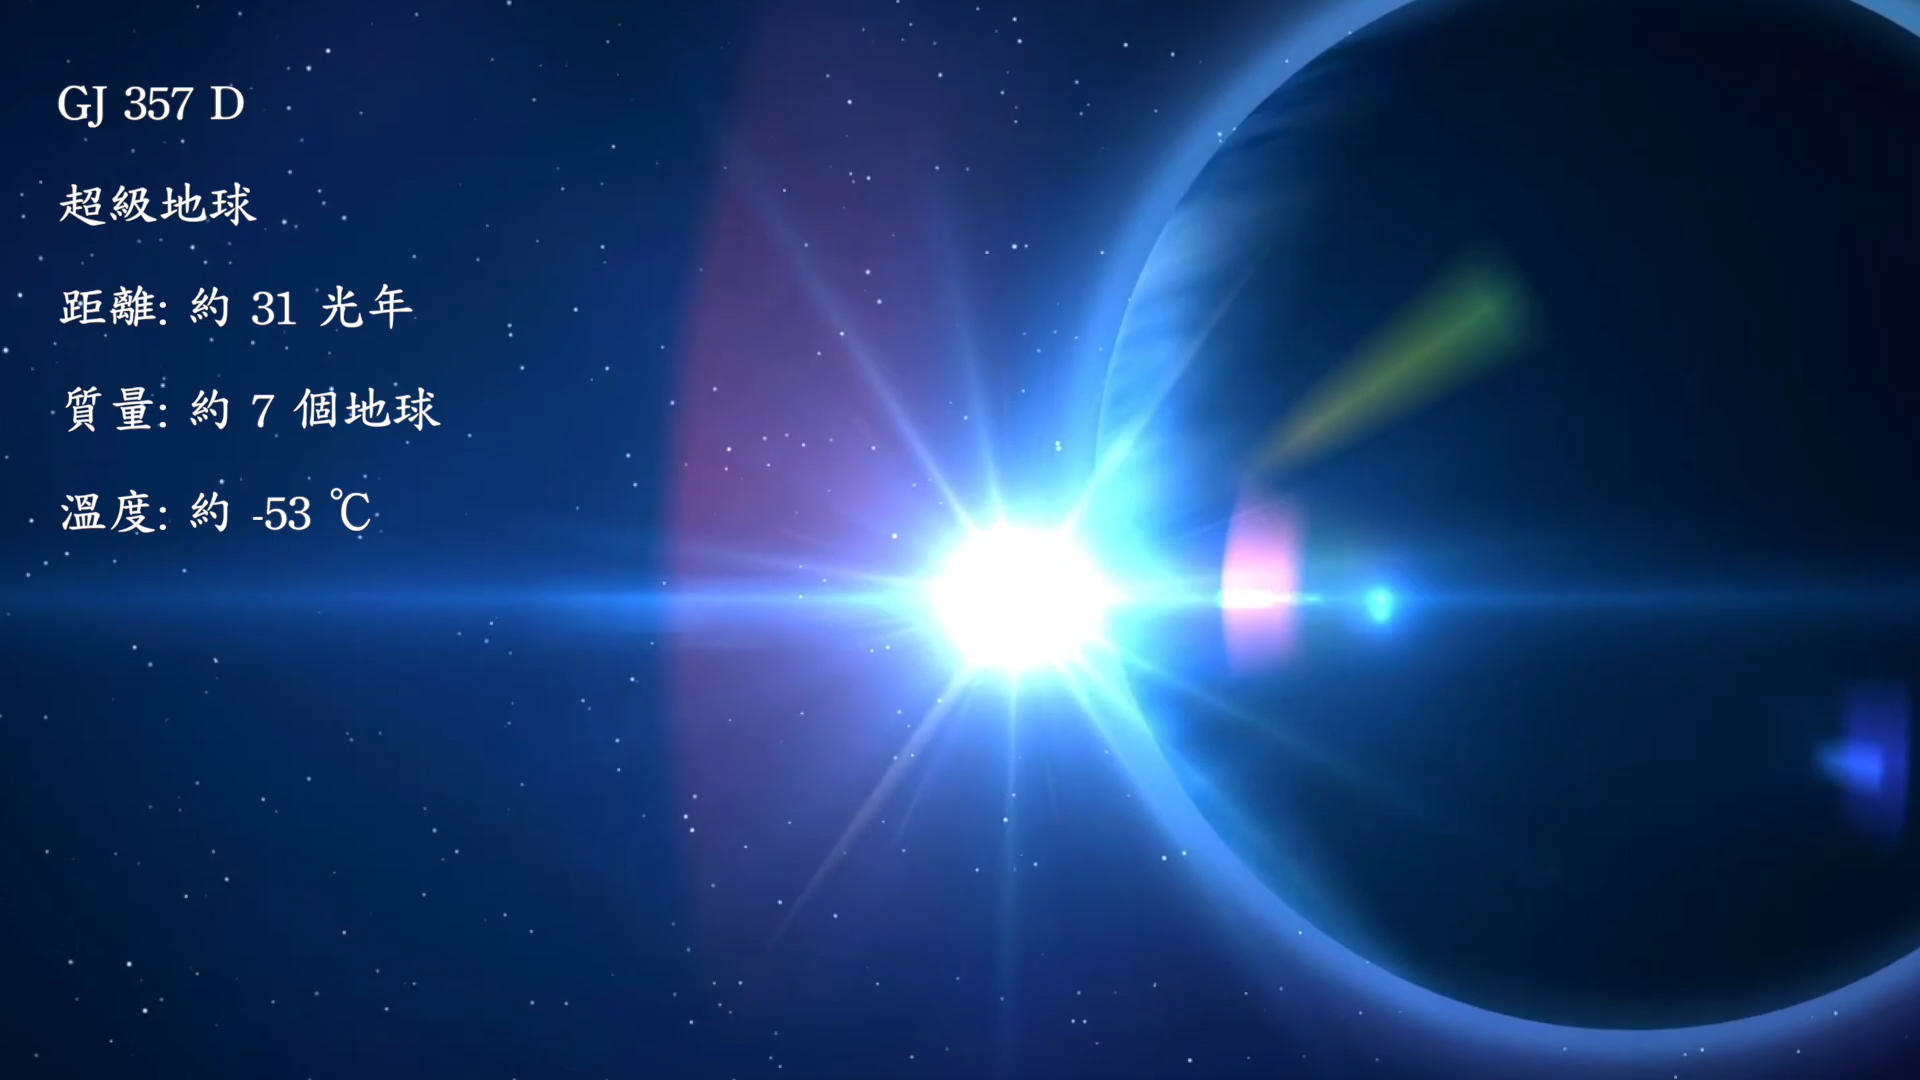 GJ 357 D
超級地球
距離: 約 31 光年
質量: 約 7 個地球
溫度: 約 -53 ℃